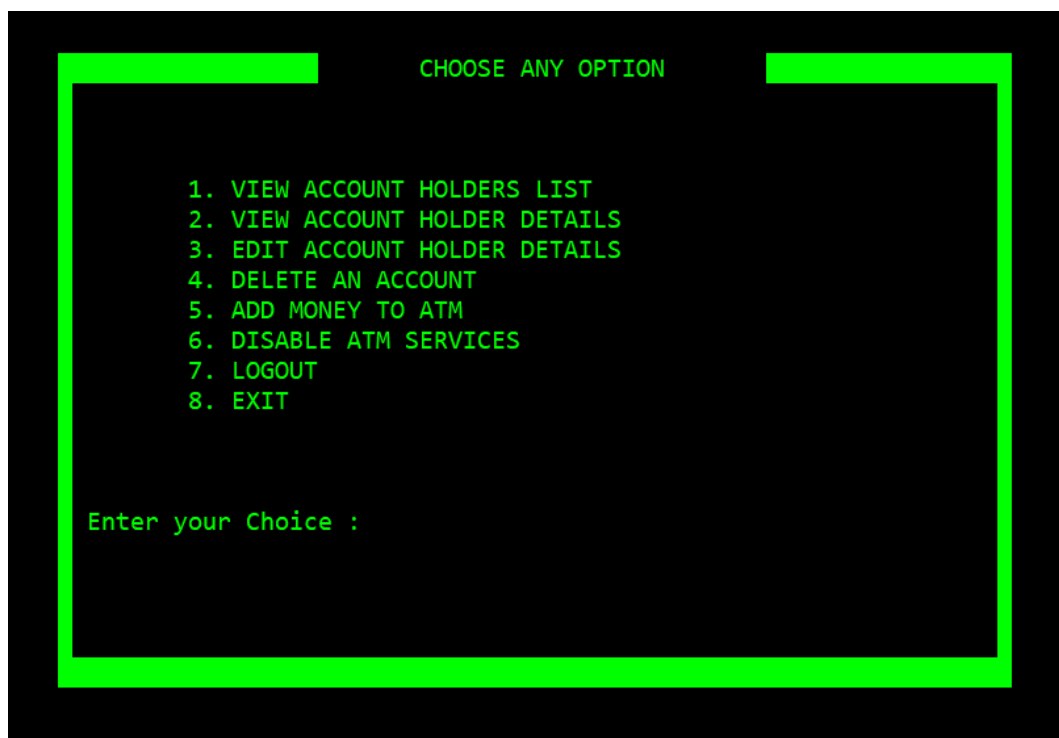 CHOOSE ANY OPTION
1. VIEW ACCOUNT HOLDERS LIST
2. VIEW ACCOUNT HOLDER DETAILS
3. EDIT ACCOUNT HOLDER DETAILS
4. DELETE AN ACCOUNT
5. ADD MONEY TO ATM
6. DISABLE ATM SERVICES
7. LOGOUT
8. EXIT
Enter your Choice :